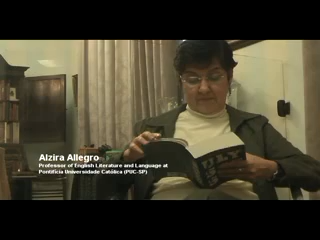 Alzira Allegro
Professor of English Literature and Language at
Pontifícia Universidade Católica (PUC-SP)